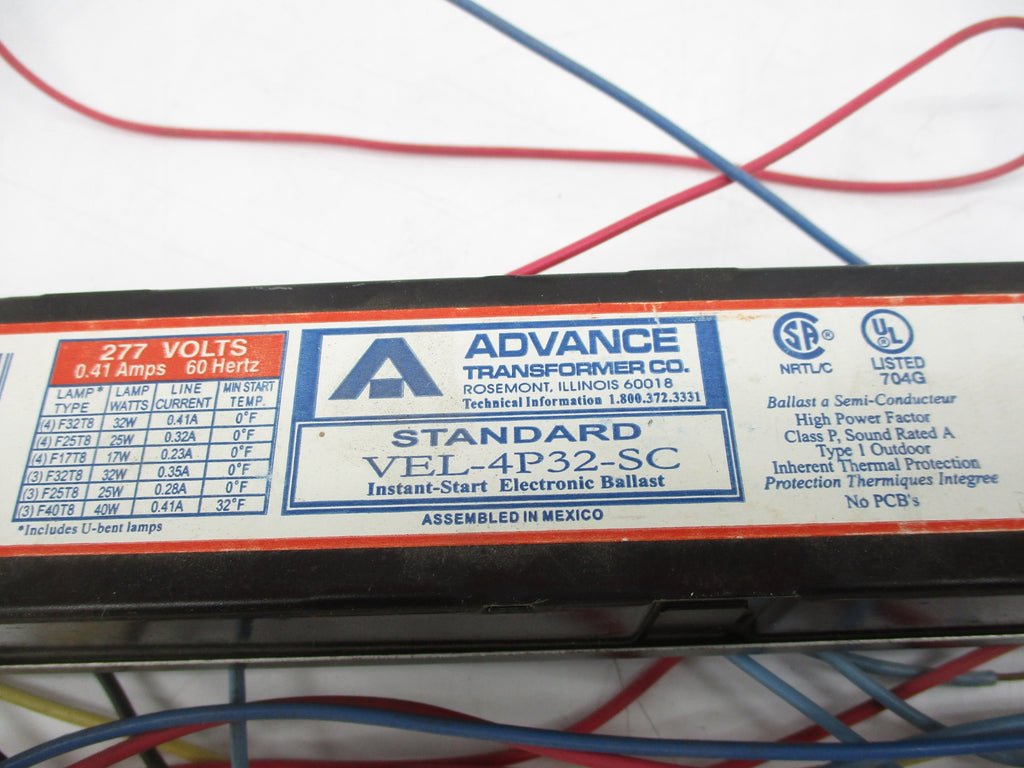 277 VOLTS
0.41 Amps 60 Hertz
LAMP* TYPE LAMP WATTS LINE CURRENT MIN START TEMP.
(4) F32T8 32W 0.41A 0°F
(4) F25T8 25W 0.32A 0°F
(4) F17T8 17W 0.23A 0°F
(3) F32T8 32W 0.35A 0°F
(3) F25T8 25W 0.28A 0°F
(3) F40T8 40W 0.41A 32°F
*Includes U-bent lamps
ADVANCE
TRANSFORMER CO.
ROSEMONT, ILLINOIS 60018
Technical Information 1.800.372.3331
STANDARD
VEL-4P32-SC
Instant-Start Electronic Ballast
ASSEMBLED IN MEXICO
SA ®
NRTL/C
UL ®
LISTED
704G
Ballast a Semi-Conducteur
High Power Factor
Class P, Sound Rated A
Type 1 Outdoor
Inherent Thermal Protection
Protection Thermiques Integree
No PCB's